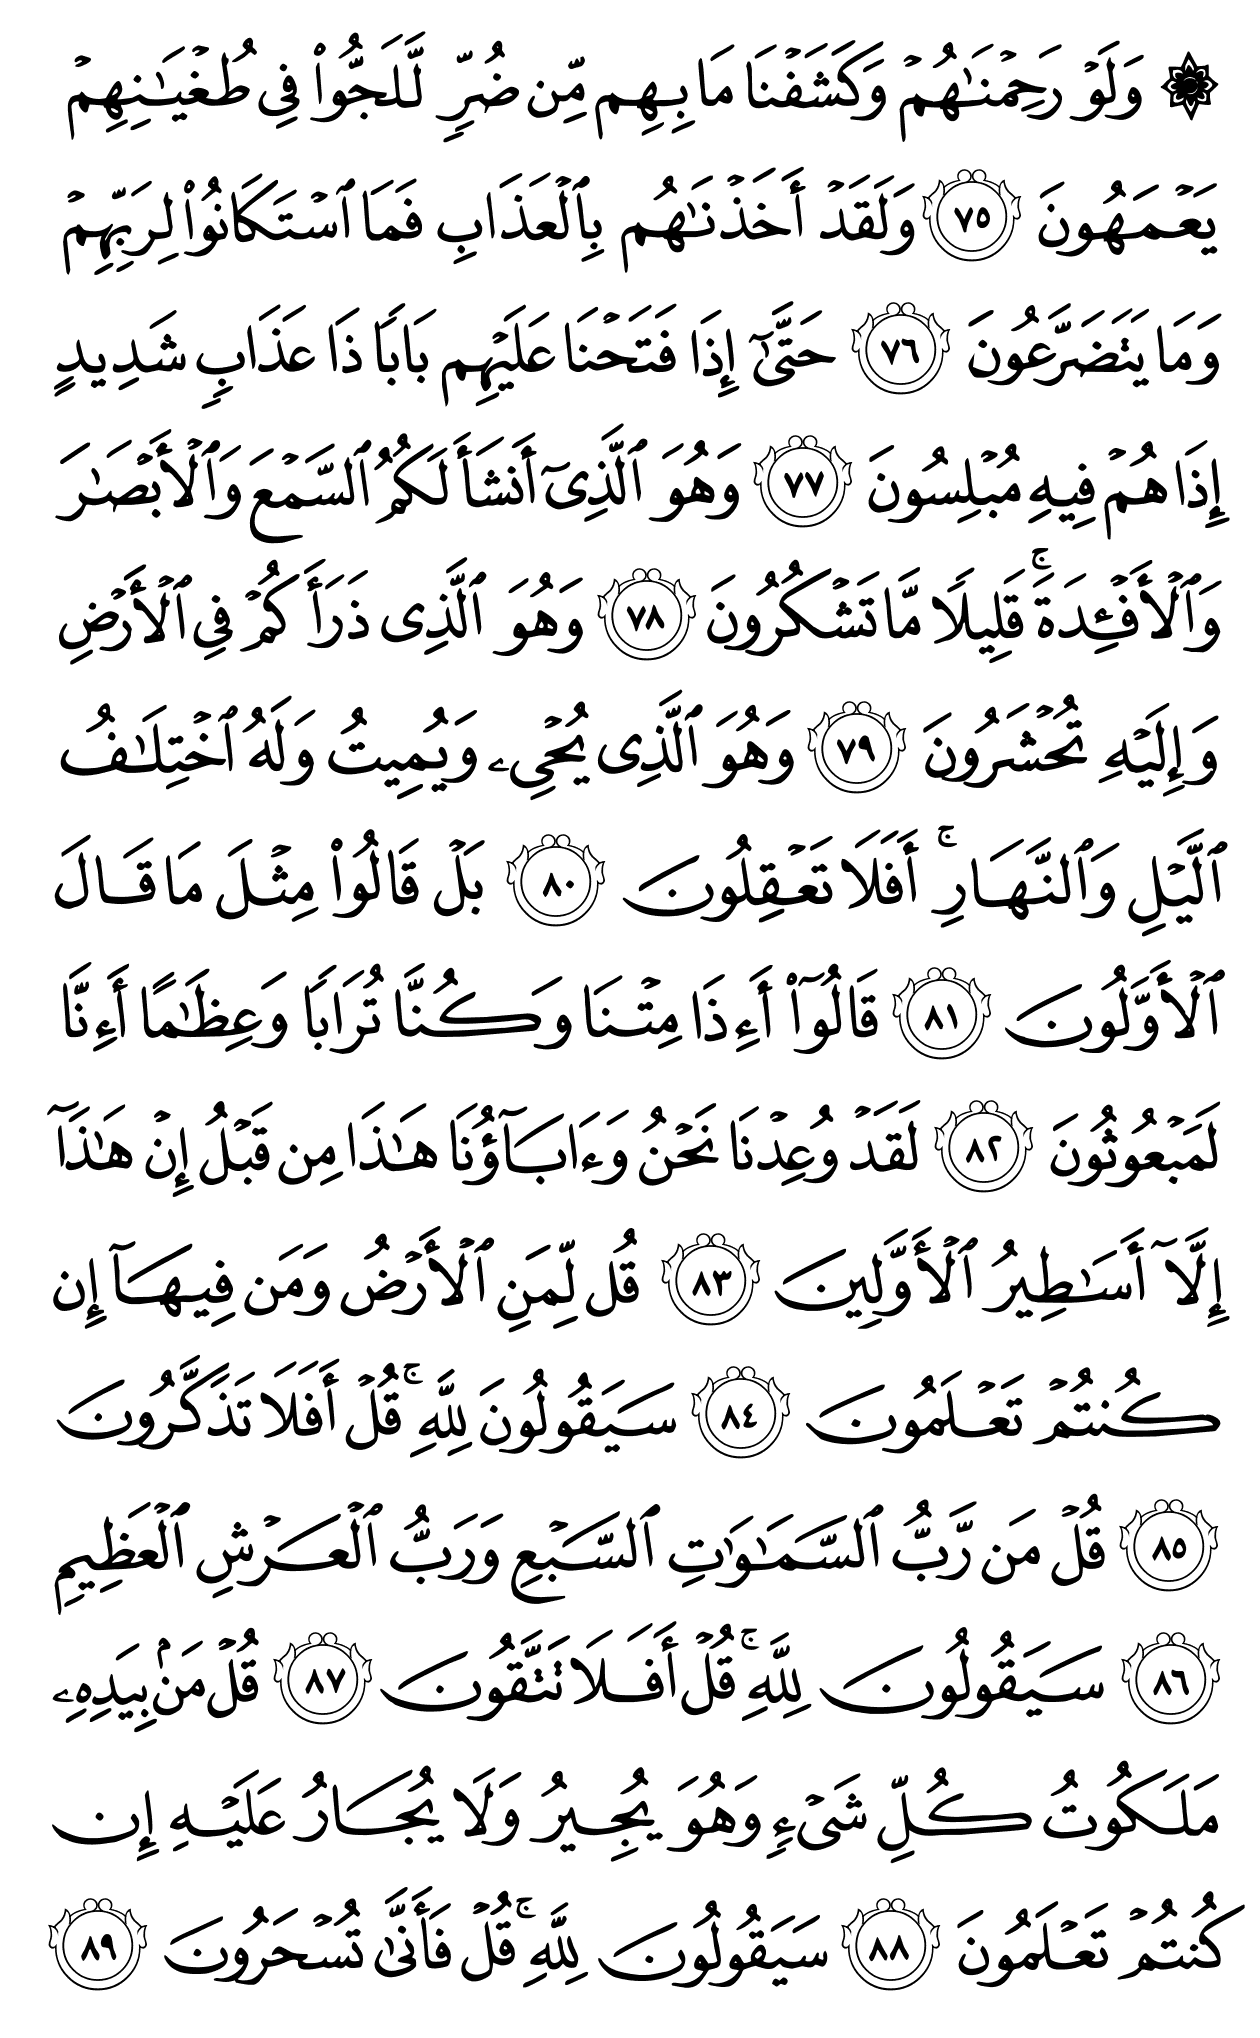 ۞ وَلَوۡ رَحِمۡنَٰهُمۡ وَكَشَفۡنَا مَا بِهِم مِّن ضُرّٖ لَّلَجُّواْ فِي طُغۡيَٰنِهِمۡ
يَعۡمَهُونَ ٧٥ وَلَقَدۡ أَخَذۡنَٰهُم بِٱلۡعَذَابِ فَمَا ٱسۡتَكَانُواْ لِرَبِّهِمۡ
وَمَا يَتَضَرَّعُونَ ٧٦ حَتَّىٰٓ إِذَا فَتَحۡنَا عَلَيۡهِم بَابٗا ذَا عَذَابٖ شَدِيدٍ
إِذَا هُمۡ فِيهِ مُبۡلِسُونَ ٧٧ وَهُوَ ٱلَّذِيٓ أَنشَأَ لَكُمُ ٱلسَّمۡعَ وَٱلۡأَبۡصَٰرَ
وَٱلۡأَفۡـِٔدَةَۚ قَلِيلٗا مَّا تَشۡكُرُونَ ٧٨ وَهُوَ ٱلَّذِي ذَرَأَكُمۡ فِي ٱلۡأَرۡضِ
وَإِلَيۡهِ تُحۡشَرُونَ ٧٩ وَهُوَ ٱلَّذِي يُحۡيِۦ وَيُمِيتُ وَلَهُ ٱخۡتِلَٰفُ
ٱلَّيۡلِ وَٱلنَّهَارِۚ أَفَلَا تَعۡقِلُونَ ٨٠ بَلۡ قَالُواْ مِثۡلَ مَا قَالَ
ٱلۡأَوَّلُونَ ٨١ قَالُوٓاْ أَءِذَا مِتۡنَا وَكُنَّا تُرَابٗا وَعِظَٰمًا أَءِنَّا
لَمَبۡعُوثُونَ ٨٢ لَقَدۡ وُعِدۡنَا نَحۡنُ وَءَابَآؤُنَا هَٰذَا مِن قَبۡلُ إِنۡ هَٰذَآ
إِلَّآ أَسَٰطِيرُ ٱلۡأَوَّلِينَ ٨٣ قُل لِّمَنِ ٱلۡأَرۡضُ وَمَن فِيهَآ إِن
كُنتُمۡ تَعۡلَمُونَ ٨٤ سَيَقُولُونَ لِلَّهِۚ قُلۡ أَفَلَا تَذَكَّرُونَ
٨٥ قُلۡ مَن رَّبُّ ٱلسَّمَٰوَٰتِ ٱلسَّبۡعِ وَرَبُّ ٱلۡعَرۡشِ ٱلۡعَظِيمِ
٨٦ سَيَقُولُونَ لِلَّهِۚ قُلۡ أَفَلَا تَتَّقُونَ ٨٧ قُلۡ مَنۢ بِيَدِهِۦ
مَلَكُوتُ كُلِّ شَيۡءٖ وَهُوَ يُجِيرُ وَلَا يُجَارُ عَلَيۡهِ إِن
كُنتُمۡ تَعۡلَمُونَ ٨٨ سَيَقُولُونَ لِلَّهِۚ قُلۡ فَأَنَّىٰ تُسۡحَرُونَ ٨٩